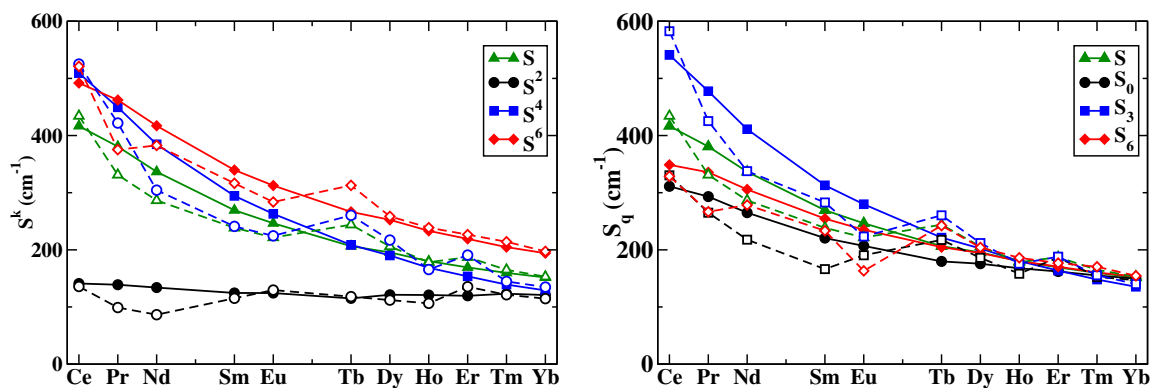 600
400
200
0
S^k (cm^-1)
S
S^2
S^4
S^6
Ce Pr Nd Sm Eu Tb Dy Ho Er Tm Yb
600
400
200
0
S_q (cm^-1)
S
S_0
S_3
S_6
Ce Pr Nd Sm Eu Tb Dy Ho Er Tm Yb